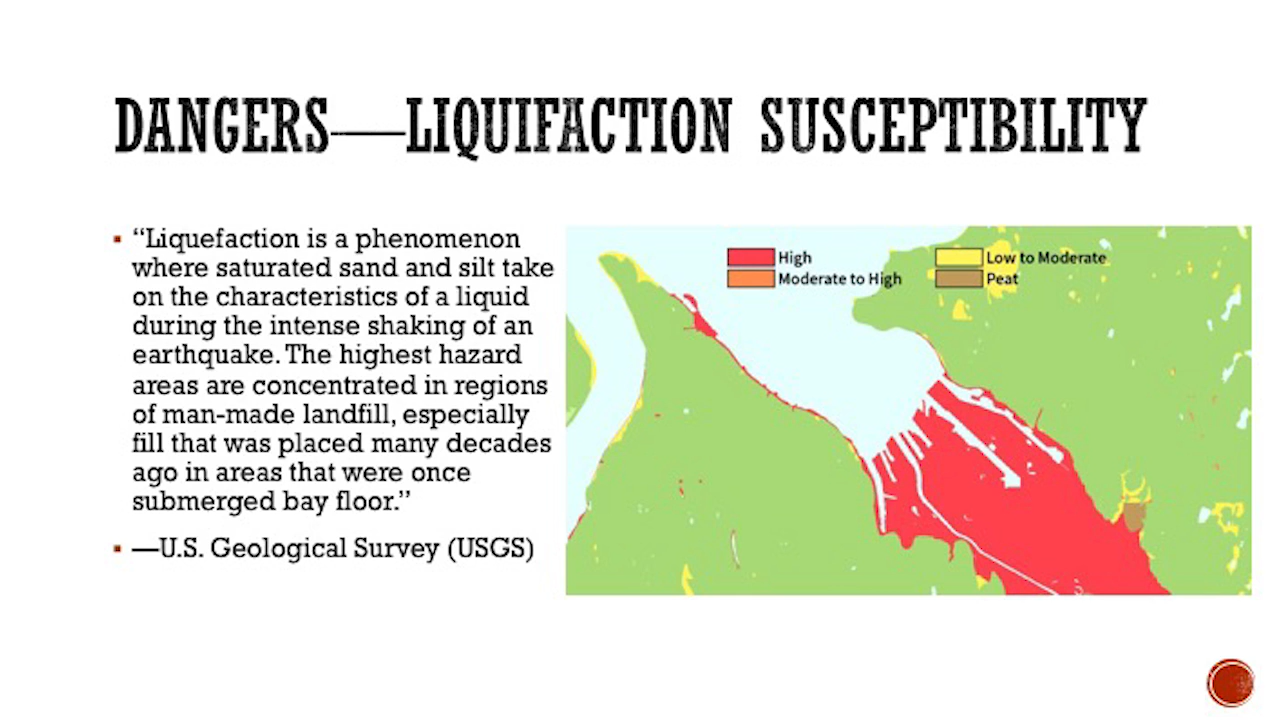 DANGERS—LIQUIFACTION SUSCEPTIBILITY
▪ “Liquefaction is a phenomenon
where saturated sand and silt take
on the characteristics of a liquid
during the intense shaking of an
earthquake. The highest hazard
areas are concentrated in regions
of man-made landfill, especially
fill that was placed many decades
ago in areas that were once
submerged bay floor.”
▪ —U.S. Geological Survey (USGS)
High
Low to Moderate
Moderate to High
Peat